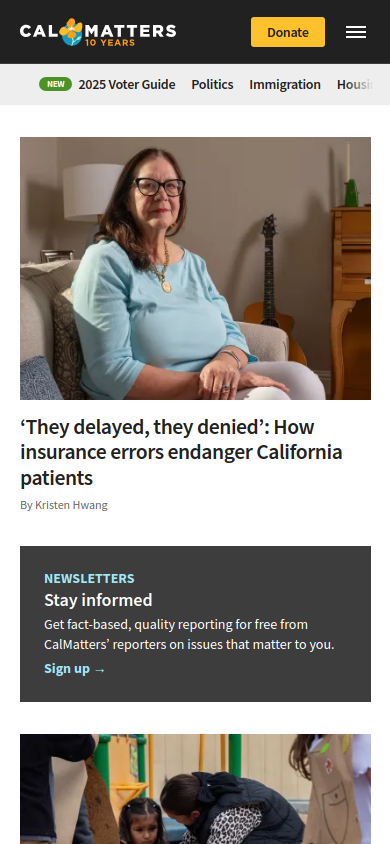 CALMATTERS
10 YEARS
Donate
NEW 2025 Voter Guide Politics Immigration
‘They delayed, they denied’: How
insurance errors endanger California
patients
By Kristen Hwang
NEWSLETTERS
Stay informed
Get fact-based, quality reporting for free from
CalMatters’ reporters on issues that matter to you.
Sign up →